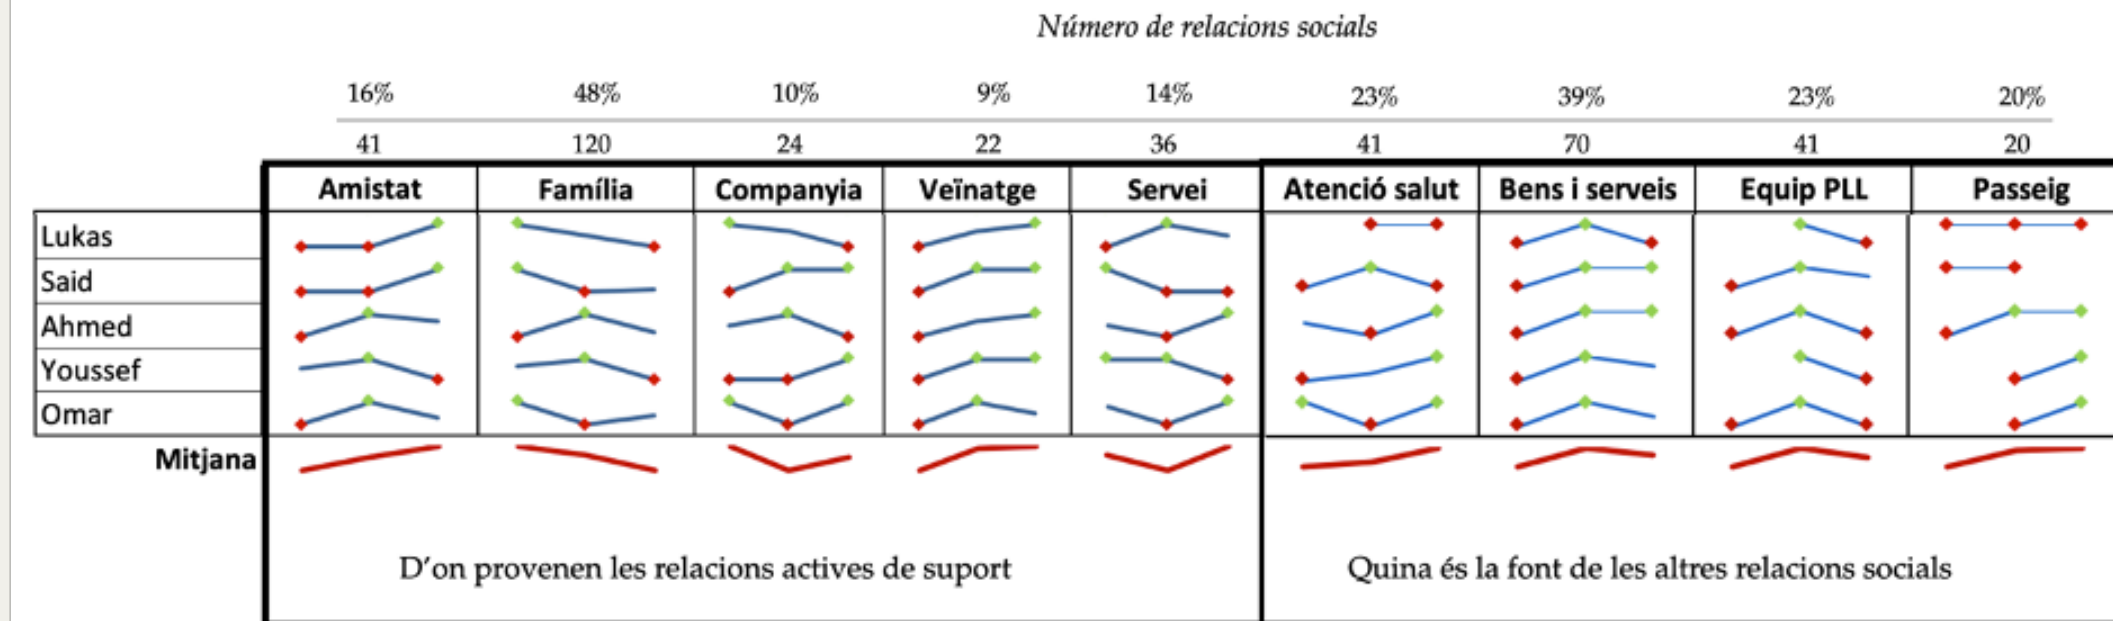 Número de relacions socials
16% 48% 10% 9% 14% 23% 39% 23% 20%
41 120 24 22 36 41 70 41 20
Amistat Família Companyia Veïnatge Servei Atenció salut Bens i serveis Equip PLL Passeig
Lukas
Said
Ahmed
Youssef
Omar
Mitjana
D'on provenen les relacions actives de suport Quina és la font de les altres relacions socials